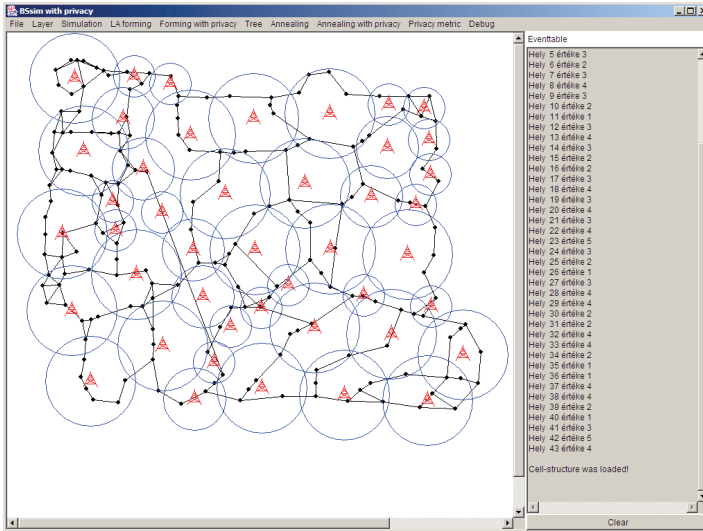 BSsim with privacy
File Layer Simulation LA forming Forming with privacy Tree Annealing Annealing with privacy Privacy metric Debug
Eventtable
Hely 5 értéke 3
Hely 6 értéke 2
Hely 7 értéke 3
Hely 8 értéke 4
Hely 9 értéke 3
Hely 10 értéke 2
Hely 11 értéke 1
Hely 12 értéke 3
Hely 13 értéke 4
Hely 14 értéke 3
Hely 15 értéke 2
Hely 16 értéke 2
Hely 17 értéke 3
Hely 18 értéke 4
Hely 19 értéke 3
Hely 20 értéke 4
Hely 21 értéke 3
Hely 22 értéke 4
Hely 23 értéke 5
Hely 24 értéke 3
Hely 25 értéke 2
Hely 26 értéke 1
Hely 27 értéke 3
Hely 28 értéke 4
Hely 29 értéke 4
Hely 30 értéke 2
Hely 31 értéke 2
Hely 32 értéke 4
Hely 33 értéke 4
Hely 34 értéke 2
Hely 35 értéke 1
Hely 36 értéke 1
Hely 37 értéke 4
Hely 38 értéke 4
Hely 39 értéke 2
Hely 40 értéke 1
Hely 41 értéke 3
Hely 42 értéke 5
Hely 43 értéke 4
Cell-structure was loaded!
Clear